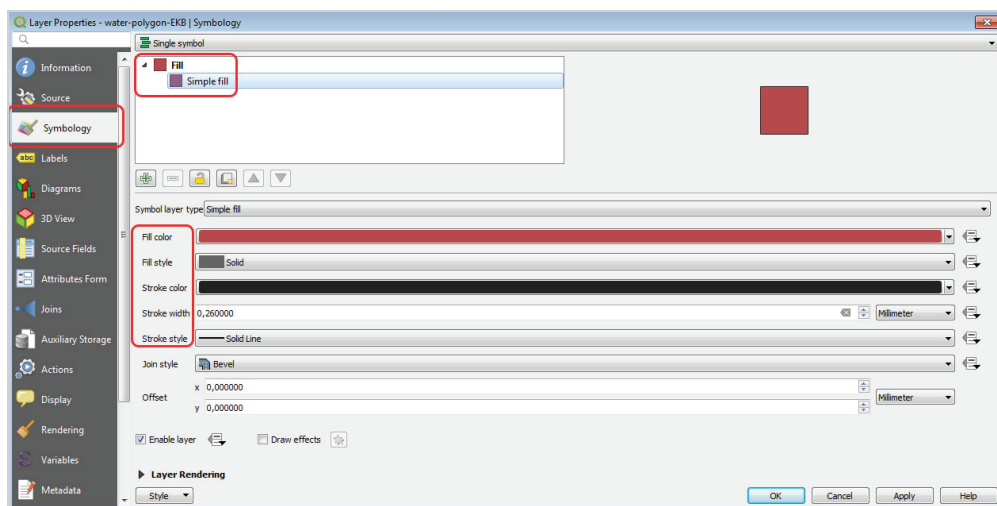 Layer Properties - water-polygon-EKB | Symbology
Single symbol
Information
Source
Symbology
abc Labels
Diagrams
3D View
Source Fields
Attributes Form
Joins
Auxiliary Storage
Actions
Display
Rendering
Variables
Metadata
Fill
Simple fill
Symbol layer type Simple fill
Fill color
Fill style Solid
Stroke color
Stroke width 0,260000 Millimeter
Stroke style Solid Line
Join style Bevel
Offset x 0,000000 Millimeter
y 0,000000
Enable layer Draw effects
Layer Rendering
Style OK Cancel Apply Help